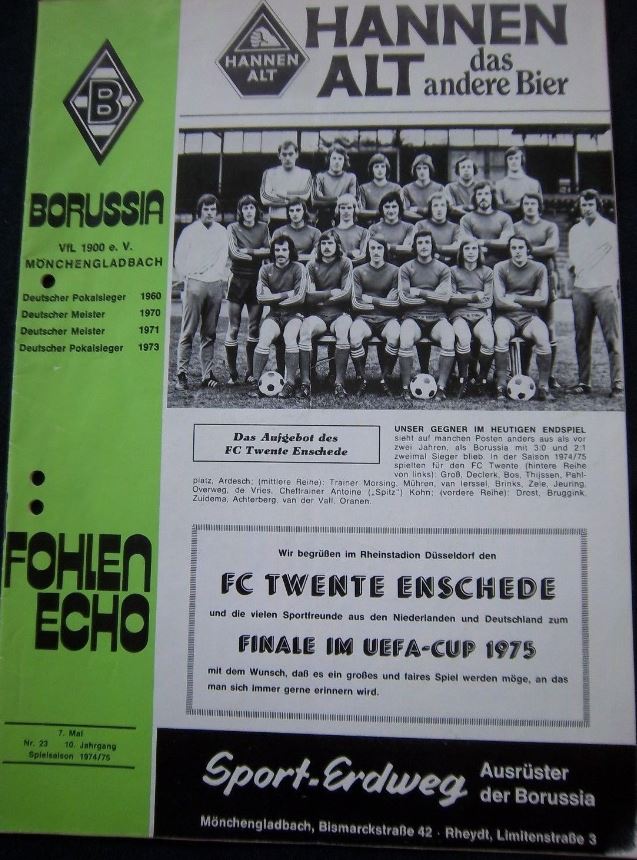 HANNEN
ALT
HANNEN
ALT das
andere Bier
B
BORUSSIA
VfL 1900 e. V.
MÖNCHENGLADBACH
Deutscher Pokalsieger 1960
Deutscher Meister 1970
Deutscher Meister 1971
Deutscher Pokalsieger 1973
Das Aufgebot des
FC Twente Enschede
UNSER GEGNER IM HEUTIGEN ENDSPIEL
sieht auf manchen Posten anders aus als vor
zwei Jahren, als Borussia mit 3:0 und 2:1
zweimal Sieger blieb. In der Saison 1974/75
spielten für den FC Twente (hintere Reihe
von links): Groß, Declerk, Bos, Thijssen, Pahl-
platz, Ardesch; (mittlere Reihe): Trainer Morsing, Mühren, van Ierssel, Brinks, Zele, Jeuring,
Overweg, de Vries, Cheftrainer Antoine („Spitz") Kohn; (vordere Reihe): Drost, Bruggink,
Zuidema, Achterberg, van der Vall, Oranen.
FOHLEN
ECHO
Wir begrüßen im Rheinstadion Düsseldorf den
FC TWENTE ENSCHEDE
und die vielen Sportfreunde aus den Niederlanden und Deutschland zum
FINALE IM UEFA-CUP 1975
mit dem Wunsch, daß es ein großes und faires Spiel werden möge, an das
man sich immer gerne erinnern wird.
7. Mai
Nr. 23 10. Jahrgang
Spielsaison 1974/75
Sport-Erdweg Ausrüster
der Borussia
Mönchengladbach, Bismarckstraße 42 · Rheydt, Limitenstraße 3